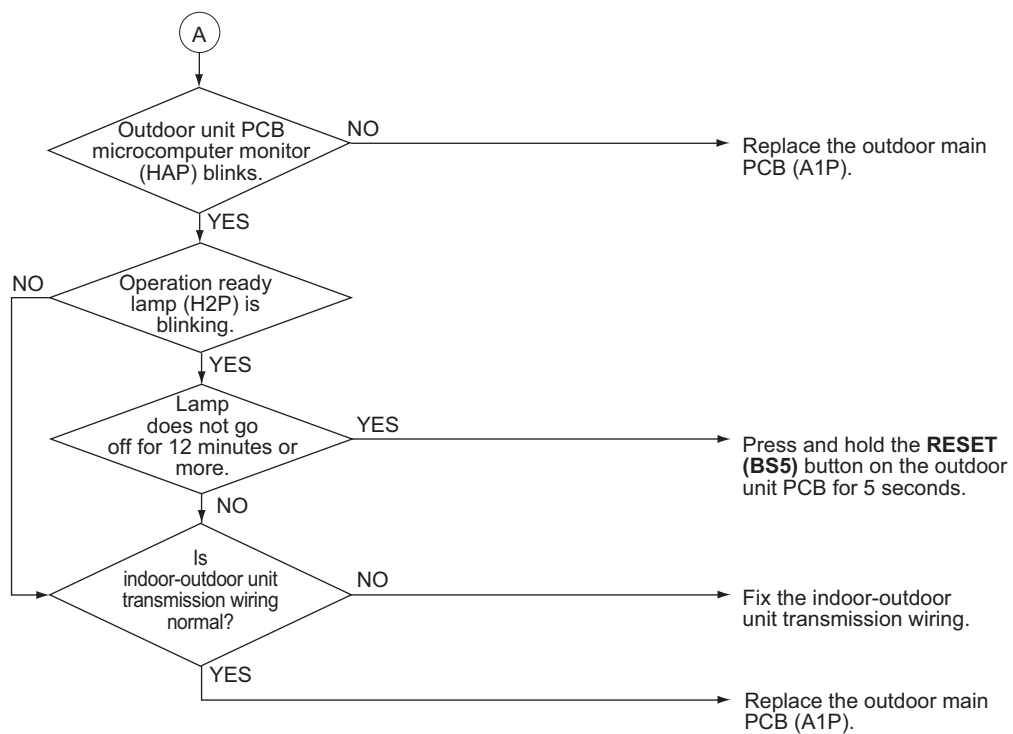 A
Outdoor unit PCB
microcomputer monitor
(HAP) blinks.
NO
Replace the outdoor main
PCB (A1P).
YES
NO
Operation ready
lamp (H2P) is
blinking.
YES
Lamp
does not go
off for 12 minutes or
more.
YES
Press and hold the RESET
(BS5) button on the outdoor
unit PCB for 5 seconds.
NO
Is
indoor-outdoor unit
transmission wiring
normal?
NO
Fix the indoor-outdoor
unit transmission wiring.
YES
Replace the outdoor main
PCB (A1P).